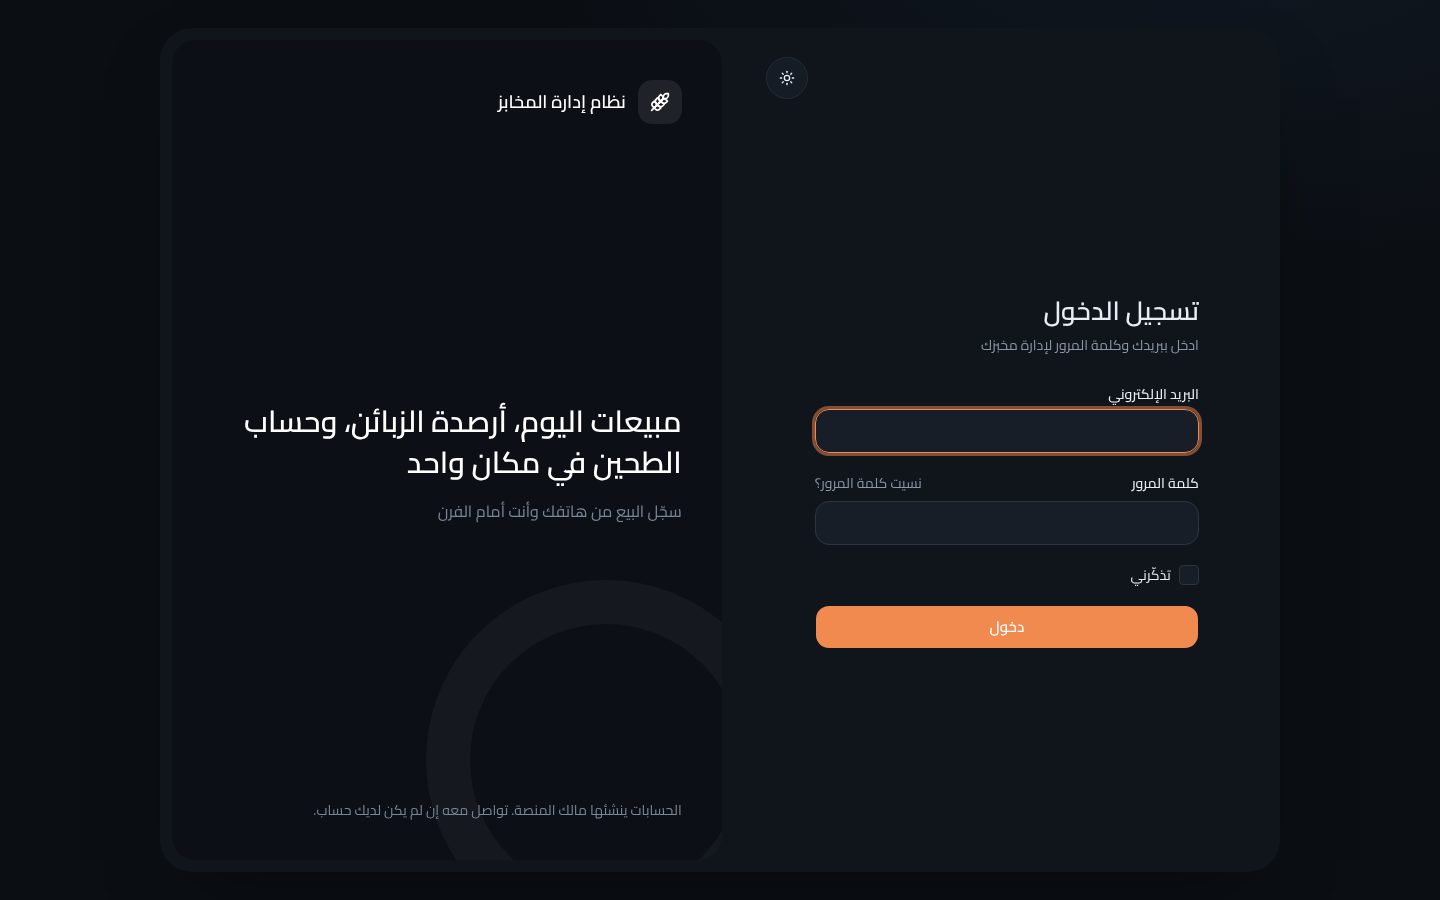 تسجيل الدخول
ادخل ببريدك وكلمة المرور لإدارة مخبزك
البريد الإلكتروني
كلمة المرور
نسيت كلمة المرور؟
تذكّرني
دخول
نظام إدارة المخابز
مبيعات اليوم، أرصدة الزبائن، وحساب
الطحين في مكان واحد
سجّل البيع من هاتفك وأنت أمام الفرن
الحسابات ينشئها مالك المنصة. تواصل معه إن لم يكن لديك حساب.